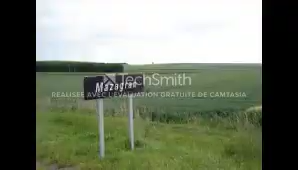 TechSmith
RÉALISÉE AVEC L'ÉVALUATION GRATUITE DE CAMTASIA
Mazagran